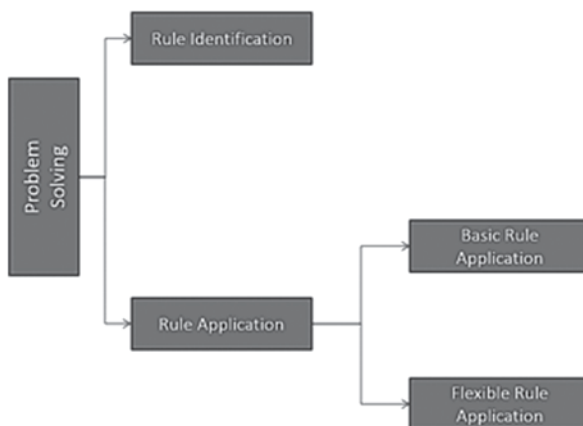 Rule Identification
Problem
Solving
Basic Rule
Application
Rule Application
Flexible Rule
Application